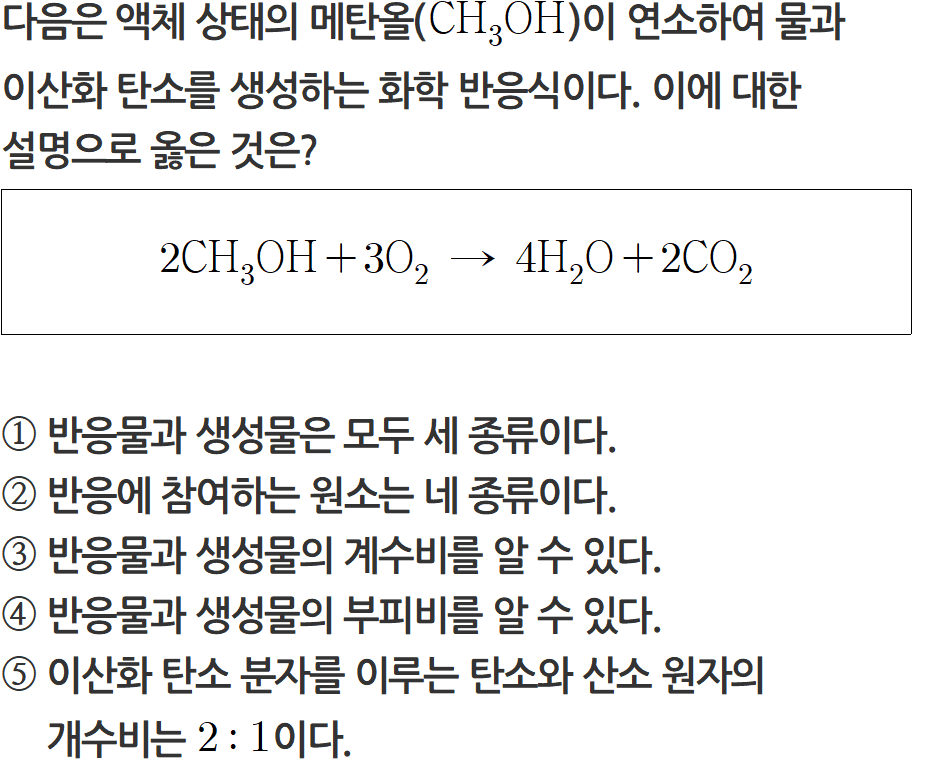 다음은 액체 상태의 메탄올(CH₃OH)이 연소하여 물과
이산화 탄소를 생성하는 화학 반응식이다. 이에 대한
설명으로 옳은 것은?
2CH₃OH+3O₂ → 4H₂O+2CO₂
① 반응물과 생성물은 모두 세 종류이다.
② 반응에 참여하는 원소는 네 종류이다.
③ 반응물과 생성물의 계수비를 알 수 있다.
④ 반응물과 생성물의 부피비를 알 수 있다.
⑤ 이산화 탄소 분자를 이루는 탄소와 산소 원자의
개수비는 2 : 1이다.